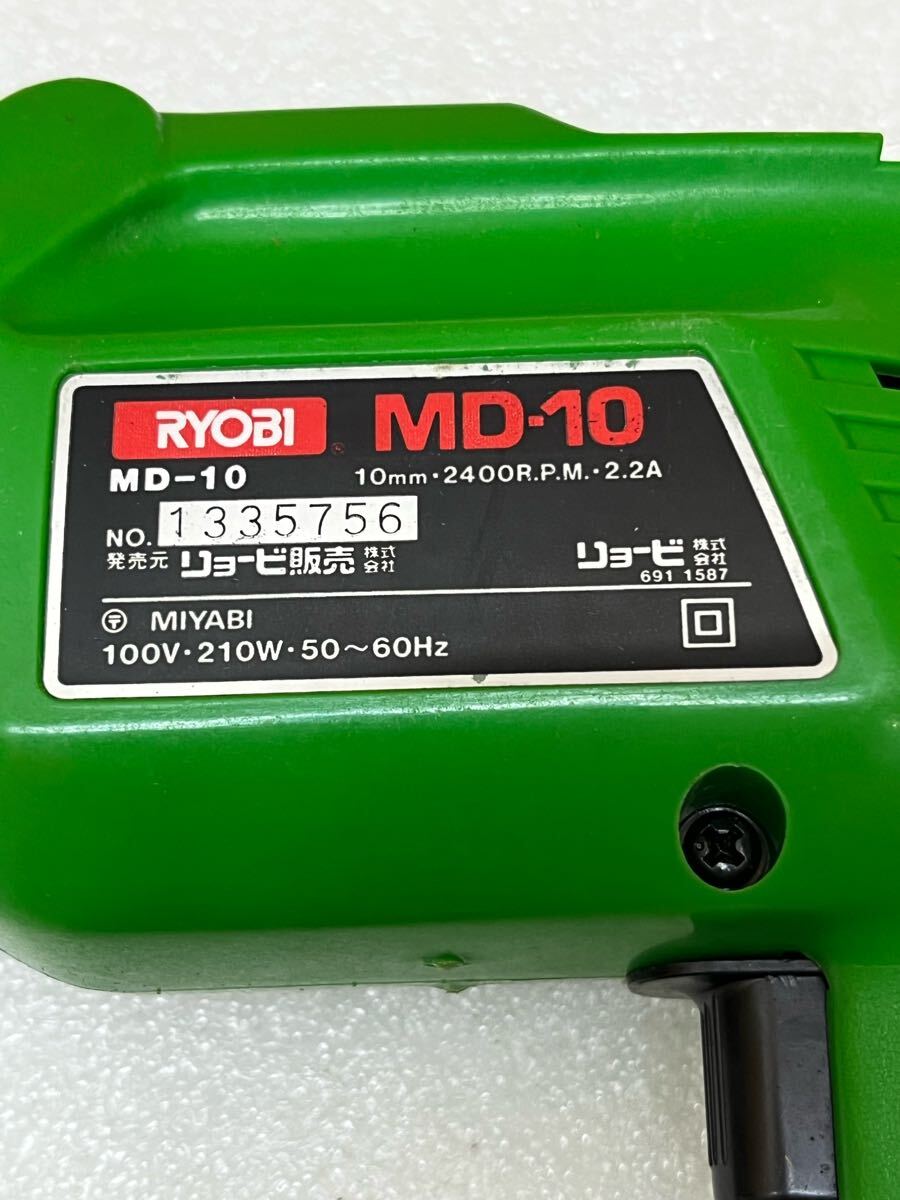 RYOBI MD-10
MD-10 10mm・2400R.P.M.・2.2A
NO. 1335756
発売元 リョービ販売 株式会社 リョービ 株式会社
691 1587
〒 MIYABI
100V・210W・50～60Hz